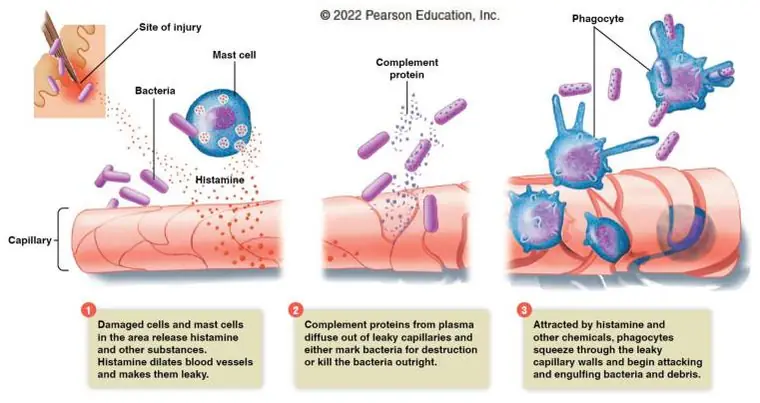 © 2022 Pearson Education, Inc.
Site of injury
Mast cell
Bacteria
Histamine
Capillary
Complement
protein
Phagocyte
1
Damaged cells and mast cells
in the area release histamine
and other substances.
Histamine dilates blood vessels
and makes them leaky.
2
Complement proteins from plasma
diffuse out of leaky capillaries and
either mark bacteria for destruction
or kill the bacteria outright.
3
Attracted by histamine and
other chemicals, phagocytes
squeeze through the leaky
capillary walls and begin attacking
and engulfing bacteria and debris.